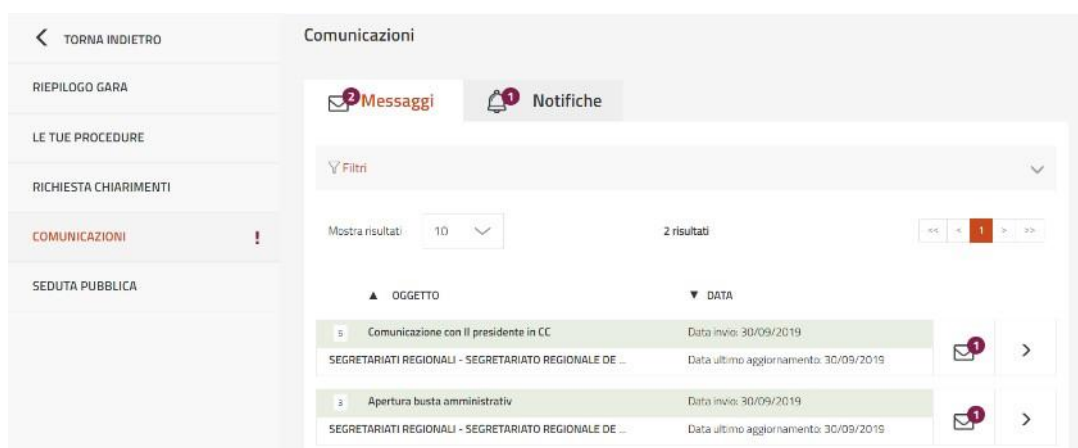 TORNA INDIETRO
RIEPILOGO GARA
LE TUE PROCEDURE
RICHIESTA CHIARIMENTI
COMUNICAZIONI !
SEDUTA PUBBLICA
Comunicazioni
2 Messaggi 1 Notifiche
Filtri
Mostra risultati 10 2 risultati << < 1 > >>
▲ OGGETTO ▼ DATA
5 Comunicazione con Il presidente in CC Data invio: 30/09/2019
SEGRETARIATI REGIONALI - SEGRETARIATO REGIONALE DE ... Data ultimo aggiornamento: 30/09/2019 1
3 Apertura busta amministrativ Data invio: 30/09/2019
SEGRETARIATI REGIONALI - SEGRETARIATO REGIONALE DE ... Data ultimo aggiornamento: 30/09/2019 1